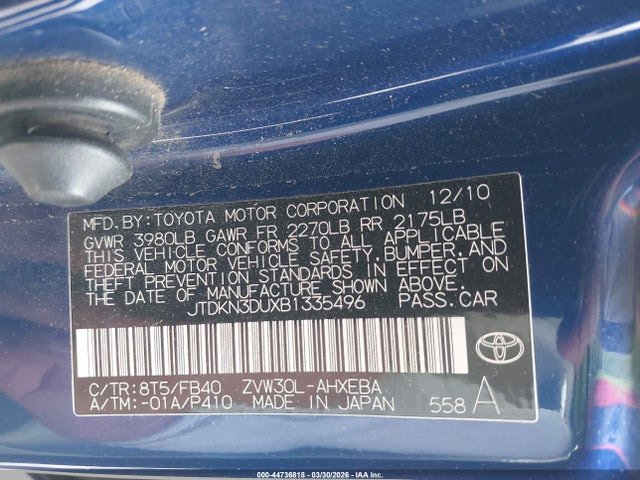 MFD.BY:TOYOTA MOTOR CORPORATION 12/10
GVWR 3980LB GAWR FR 2270LB RR 2175LB
THIS VEHICLE CONFORMS TO ALL APPLICABLE
FEDERAL MOTOR VEHICLE SAFETY,BUMPER,AND
THEFT PREVENTION STANDARDS IN EFFECT ON
THE DATE OF MANUFACTURE SHOWN ABOVE.
JTDKN3DUXB1335496 PASS.CAR
C/TR:8T5/FB40 ZVW30L-AHXEBA
A/TM:-01A/P410 MADE IN JAPAN 558 A
000-44736818 | 03/30/2026 - IAA Inc.